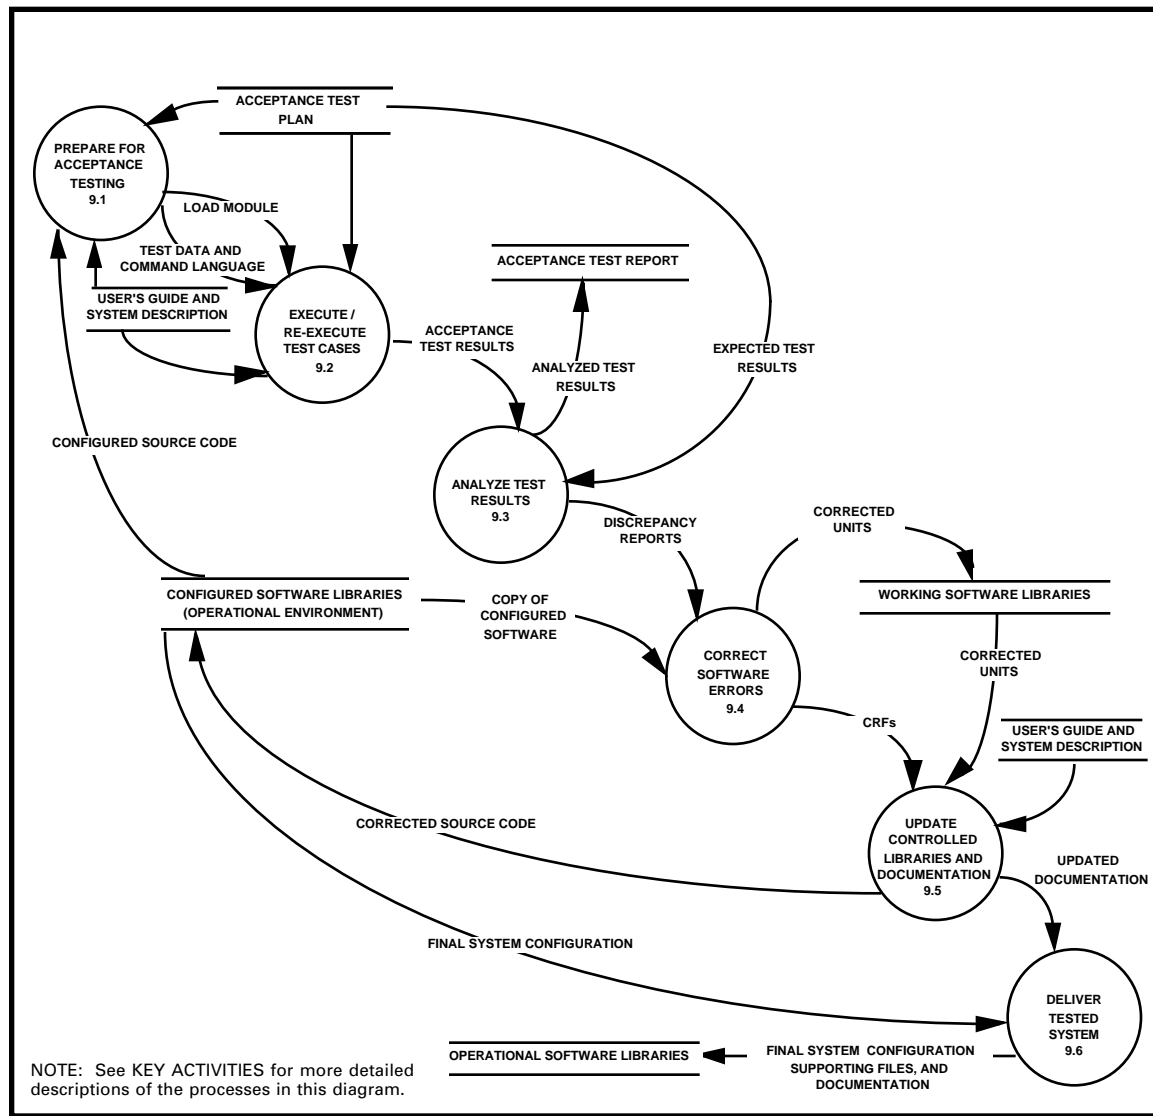 ACCEPTANCE TEST
PLAN
PREPARE FOR
ACCEPTANCE
TESTING
9.1
LOAD MODULE
TEST DATA AND
COMMAND LANGUAGE
USER'S GUIDE AND
SYSTEM DESCRIPTION
EXECUTE /
RE-EXECUTE
TEST CASES
9.2
ACCEPTANCE TEST REPORT
ACCEPTANCE
TEST RESULTS
ANALYZED TEST
RESULTS
EXPECTED TEST
RESULTS
CONFIGURED SOURCE CODE
ANALYZE TEST
RESULTS
9.3
DISCREPANCY
REPORTS
CORRECTED
UNITS
CONFIGURED SOFTWARE LIBRARIES
(OPERATIONAL ENVIRONMENT)
COPY OF
CONFIGURED
SOFTWARE
WORKING SOFTWARE LIBRARIES
CORRECT
SOFTWARE
ERRORS
9.4
CORRECTED
UNITS
CRFs
USER'S GUIDE AND
SYSTEM DESCRIPTION
CORRECTED SOURCE CODE
UPDATE
CONTROLLED
LIBRARIES AND
DOCUMENTATION
9.5
UPDATED
DOCUMENTATION
FINAL SYSTEM CONFIGURATION
DELIVER
TESTED
SYSTEM
9.6
OPERATIONAL SOFTWARE LIBRARIES
FINAL SYSTEM CONFIGURATION
SUPPORTING FILES, AND
DOCUMENTATION
NOTE: See KEY ACTIVITIES for more detailed
descriptions of the processes in this diagram.